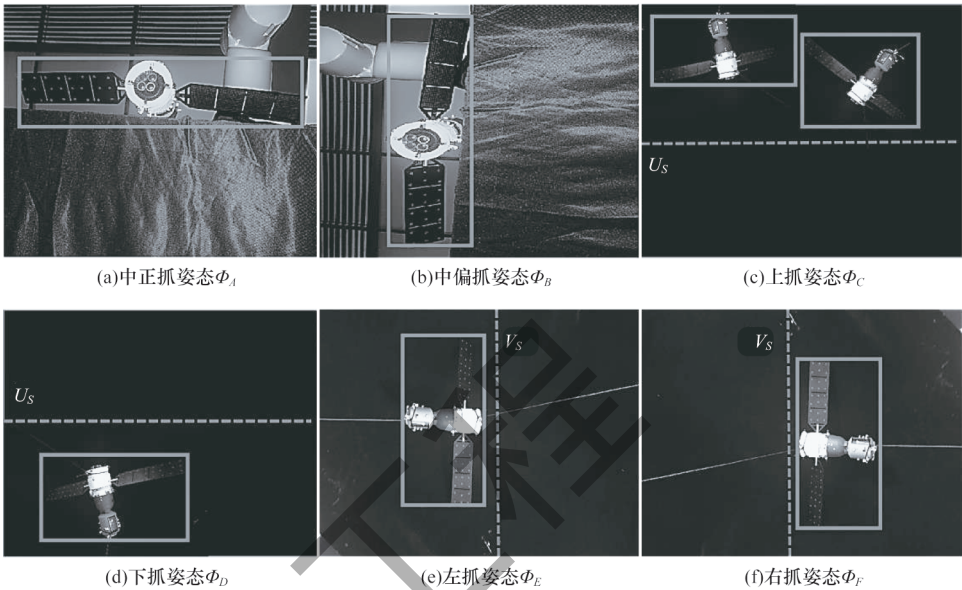 U_S
(a)中正抓姿态Φ_A
(b)中偏抓姿态Φ_B
(c)上抓姿态Φ_C
U_S
V_S
V_S
工程
(d)下抓姿态Φ_D
(e)左抓姿态Φ_E
(f)右抓姿态Φ_F